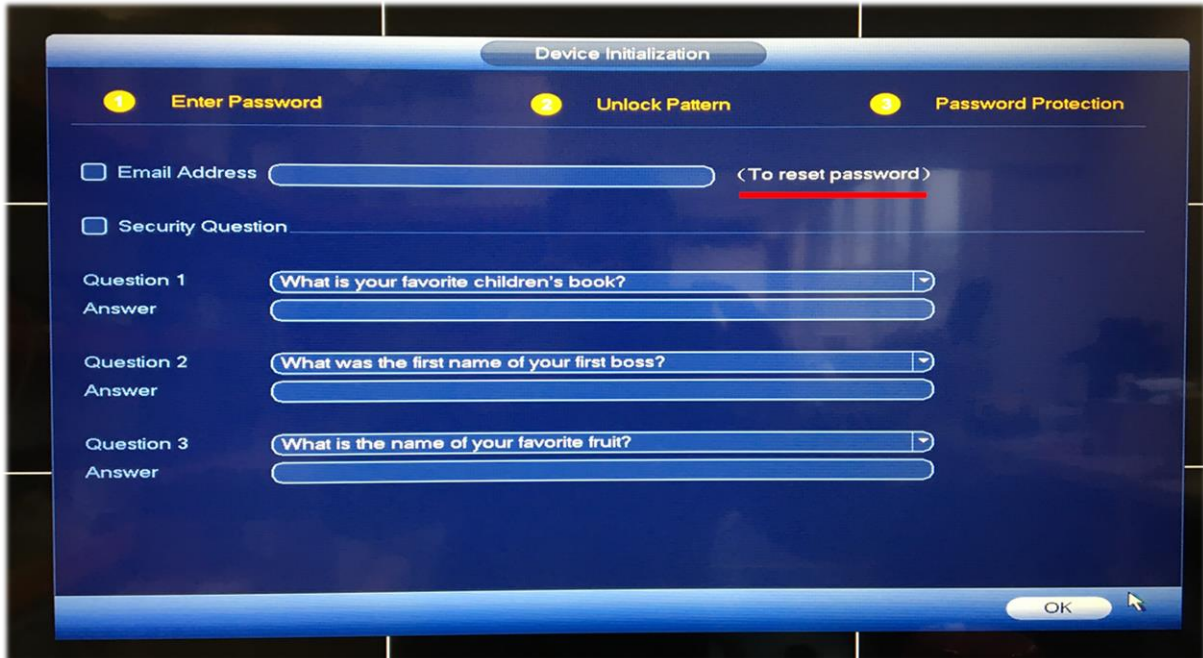 Device Initialization
1 Enter Password 2 Unlock Pattern 3 Password Protection
Email Address (To reset password)
Security Question
Question 1 What is your favorite children's book?
Answer
Question 2 What was the first name of your first boss?
Answer
Question 3 What is the name of your favorite fruit?
Answer
OK